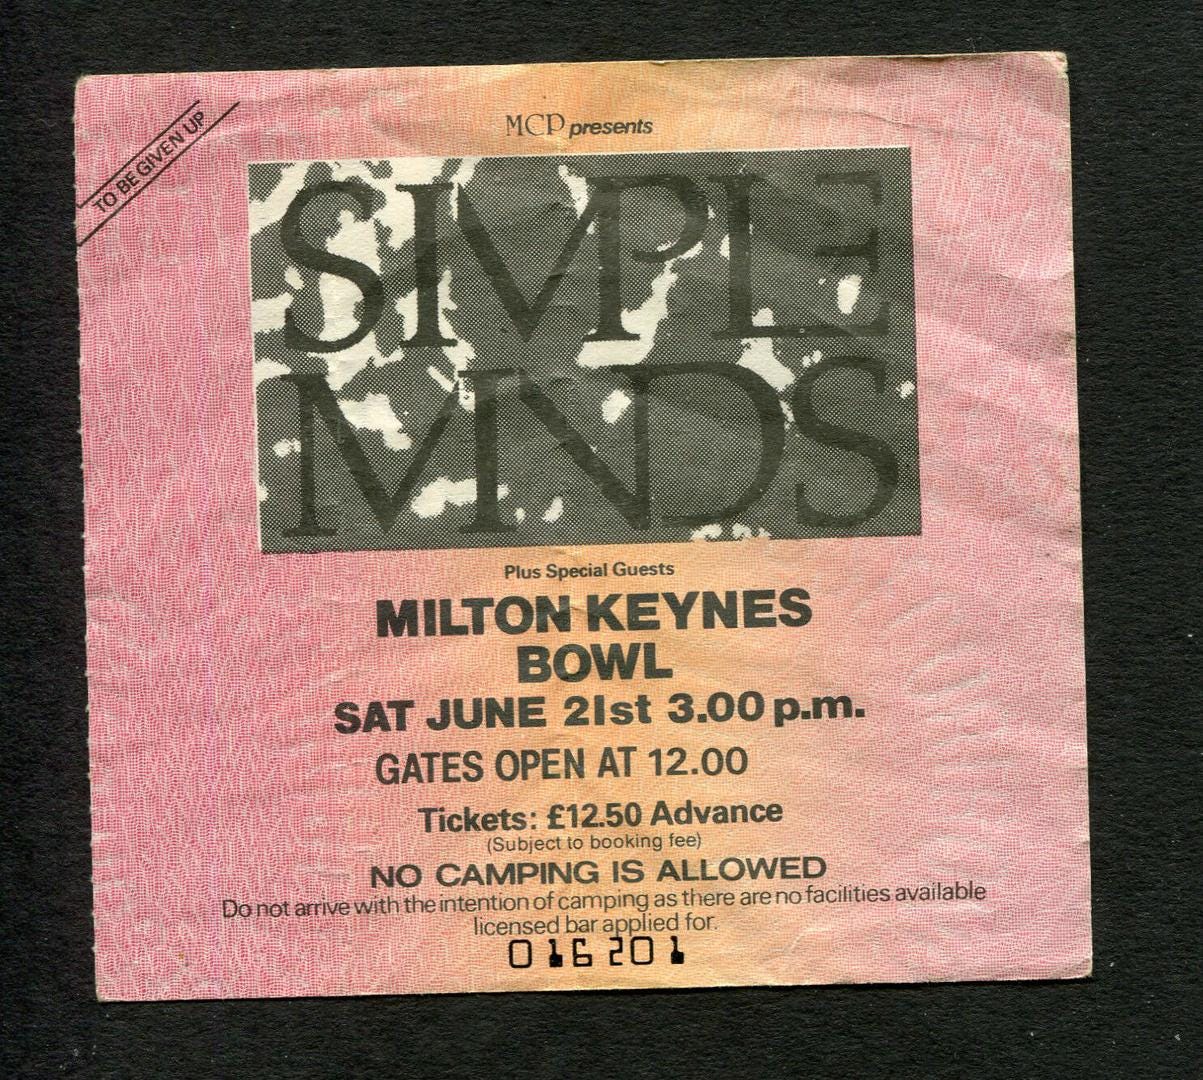 TO BE GIVEN UP
MCP presents
SIMPLE
MINDS
Plus Special Guests
MILTON KEYNES
BOWL
SAT JUNE 21st 3.00 p.m.
GATES OPEN AT 12.00
Tickets: £12.50 Advance
(Subject to booking fee)
NO CAMPING IS ALLOWED
Do not arrive with the intention of camping as there are no facilities available
licensed bar applied for.
016201